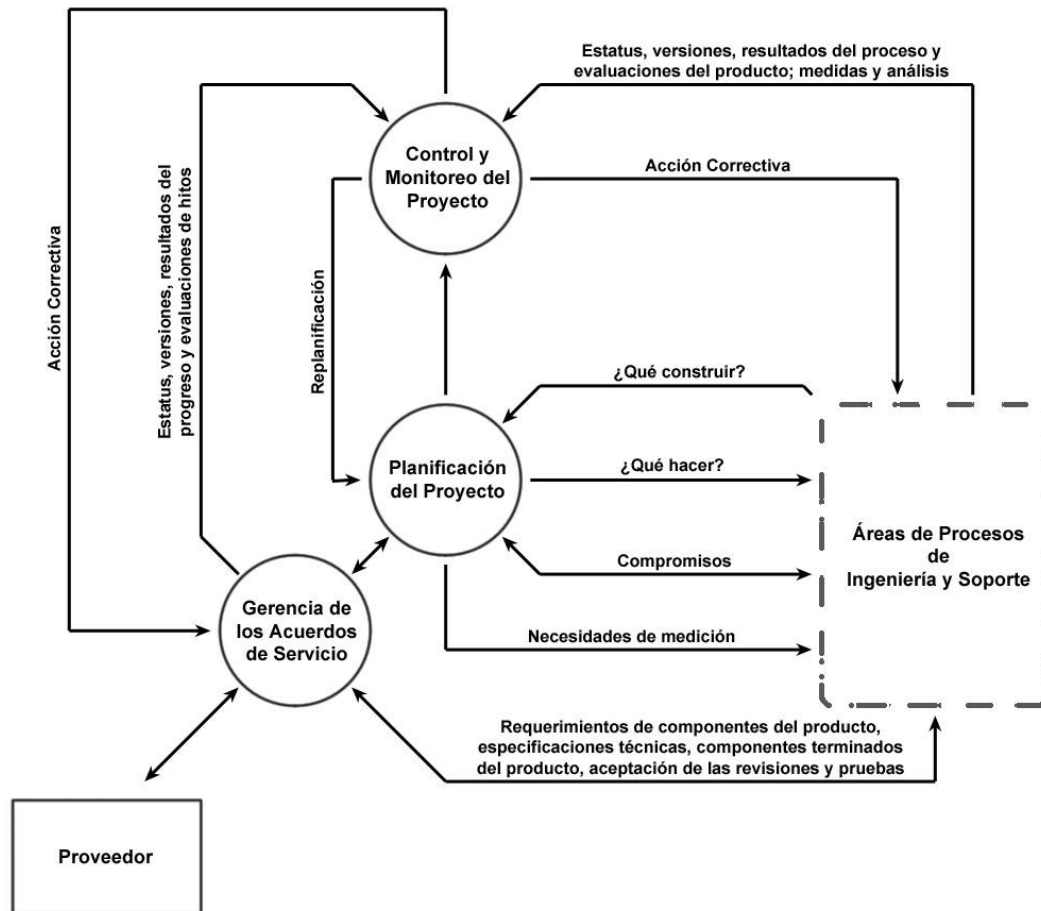 Estatus, versiones, resultados del proceso y
evaluaciones del producto; medidas y análisis
Control y
Monitoreo del
Proyecto
Acción Correctiva
Acción Correctiva
Estatus, versiones, resultados del
progreso y evaluaciones de hitos
Replanificación
¿Qué construir?
Planificación
del Proyecto
¿Qué hacer?
Áreas de Procesos
de
Ingeniería y Soporte
Compromisos
Gerencia de
los Acuerdos
de Servicio
Necesidades de medición
Requerimientos de componentes del producto,
especificaciones técnicas, componentes terminados
del producto, aceptación de las revisiones y pruebas
Proveedor